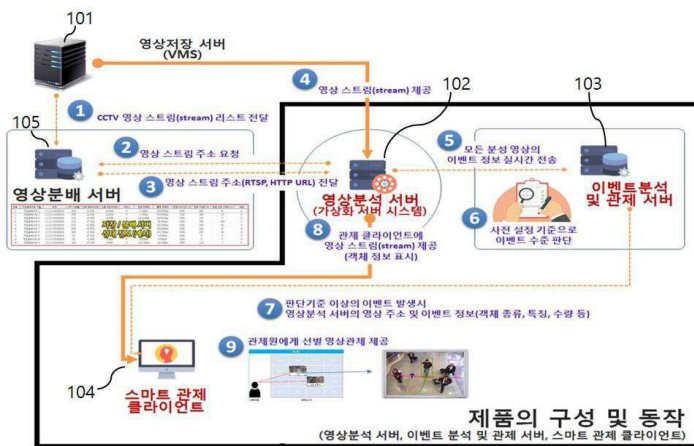 101
영상저장 서버
(VMS)
4
영상 스트림(stream) 제공
102
103
1
CCTV 영상 스트림(stream) 리스트 전달
105
2
영상 스트림 주소 요청
3
영상 스트림 주소(RTSP, HTTP URL) 전달
영상분배 서버
저장 / 분배 서버
상태 정보(예시)
영상분석 서버
(가상화 서버 시스템)
5
모든 분석 영상의
이벤트 정보 실시간 전송
이벤트분석
및 관제 서버
6
사전 설정 기준으로
이벤트 수준 판단
8
관제 클라이언트에
영상 스트림(stream) 제공
(객체 정보 표시)
7
판단기준 이상의 이벤트 발생시
영상분석 서버의 영상 주소 및 이벤트 정보(객체 종류, 특징, 수량 등)
9
관제원에게 선별 영상관제 제공
104
스마트 관제
클라이언트
제품의 구성 및 동작
(영상분석 서버, 이벤트 분석 및 관제 서버, 스마트 관제 클라이언트)